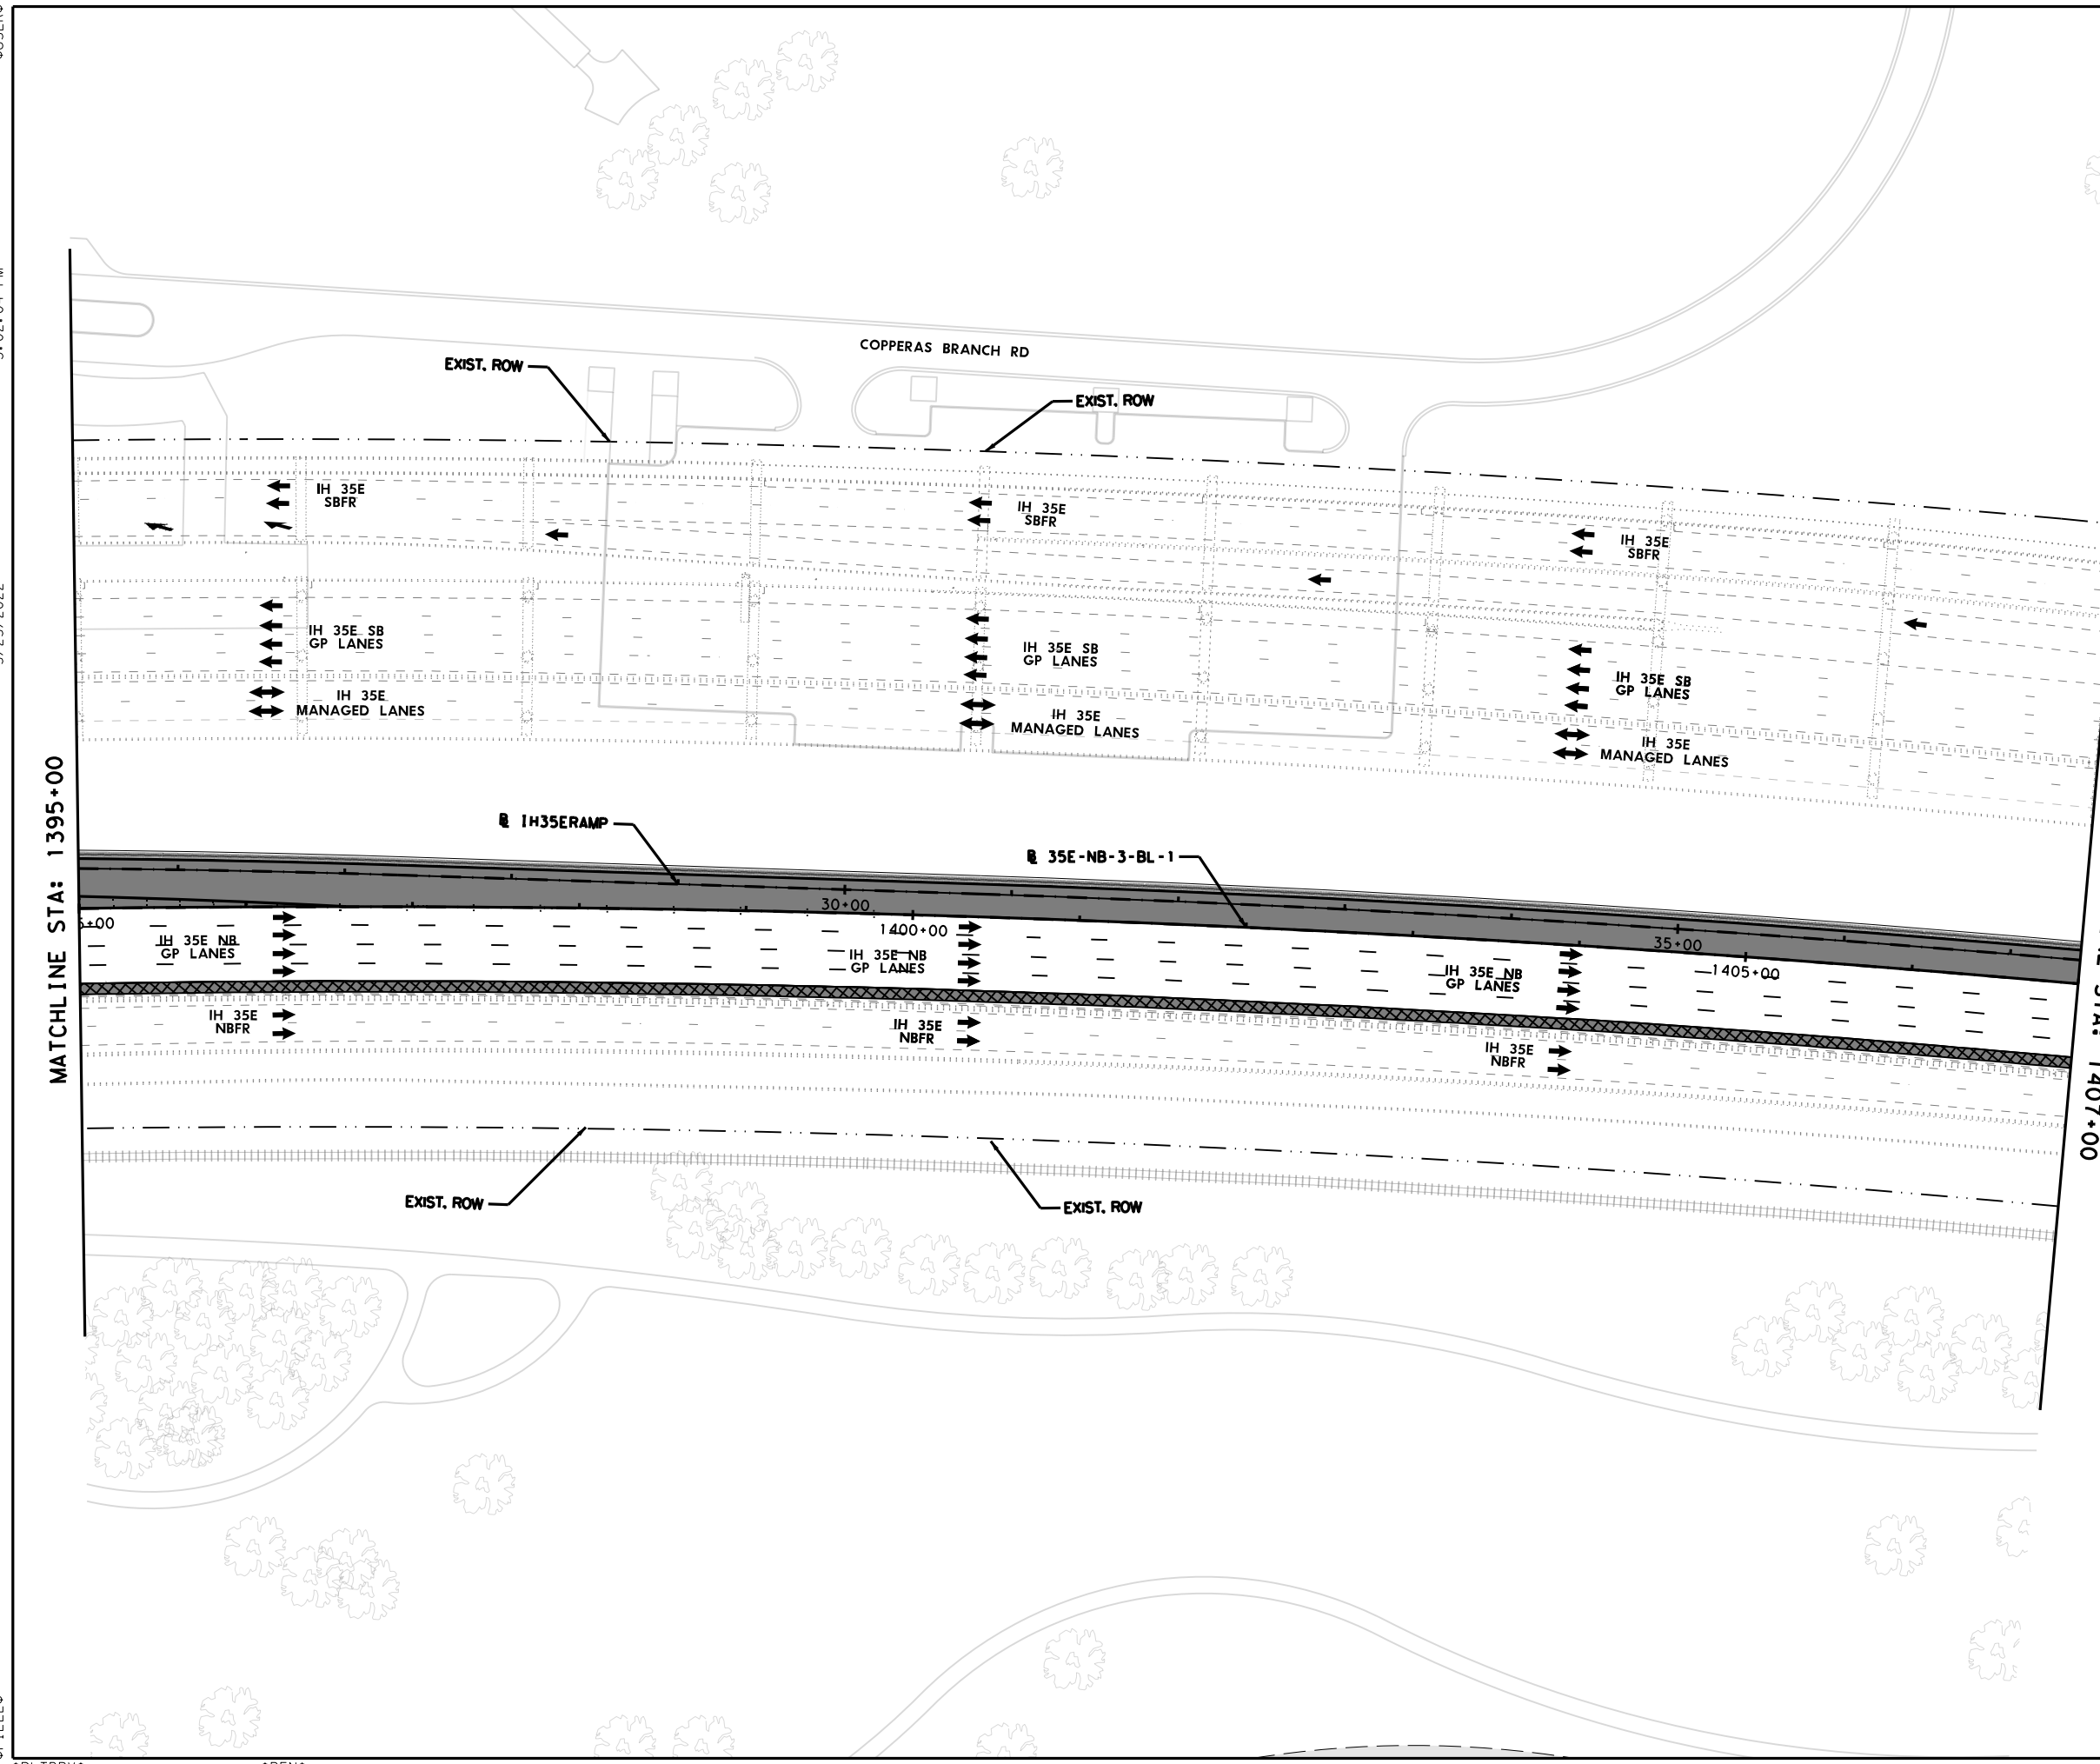 COPPERAS BRANCH RD
EXIST. ROW
EXIST. ROW
IH 35E
SBFR
IH 35E
SBFR
IH 35E
SBFR
IH 35E SB
GP LANES
IH 35E SB
GP LANES
IH 35E SB
GP LANES
IH 35E
MANAGED LANES
IH 35E
MANAGED LANES
IH 35E
MANAGED LANES
MATCHLINE STA: 1395+00
IH35ERAMP
35E-NB-3-BL-1
30+00
1400+00
35+00
1405+00
IH 35E NB
GP LANES
IH 35E NB
GP LANES
IH 35E NB
GP LANES
IH 35E
NBFR
IH 35E
NBFR
IH 35E
NBFR
STA: 1407+00
EXIST. ROW
EXIST. ROW